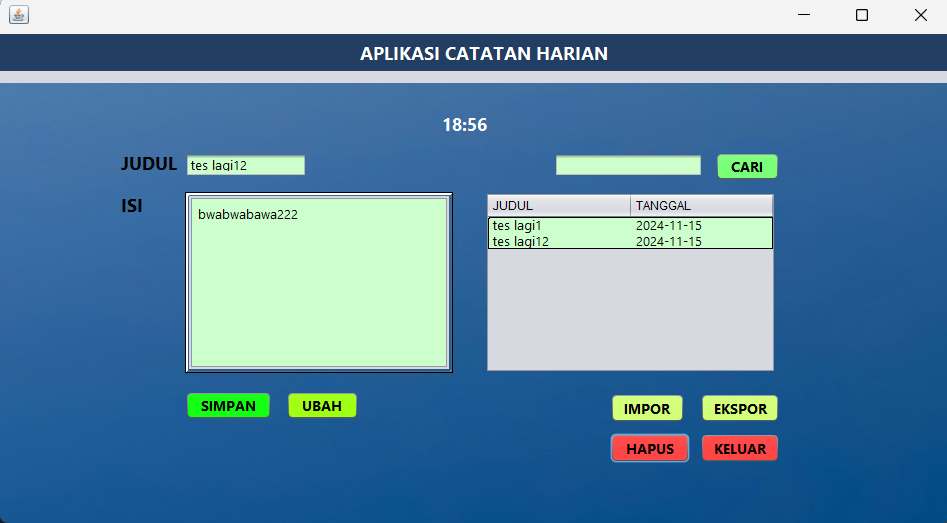 APLIKASI CATATAN HARIAN
18:56
JUDUL tes lagi12
CARI
ISI
bwabwabawa222
JUDUL TANGGAL
tes lagi1 2024-11-15
tes lagi12 2024-11-15
SIMPAN UBAH
IMPOR EKSPOR
HAPUS KELUAR